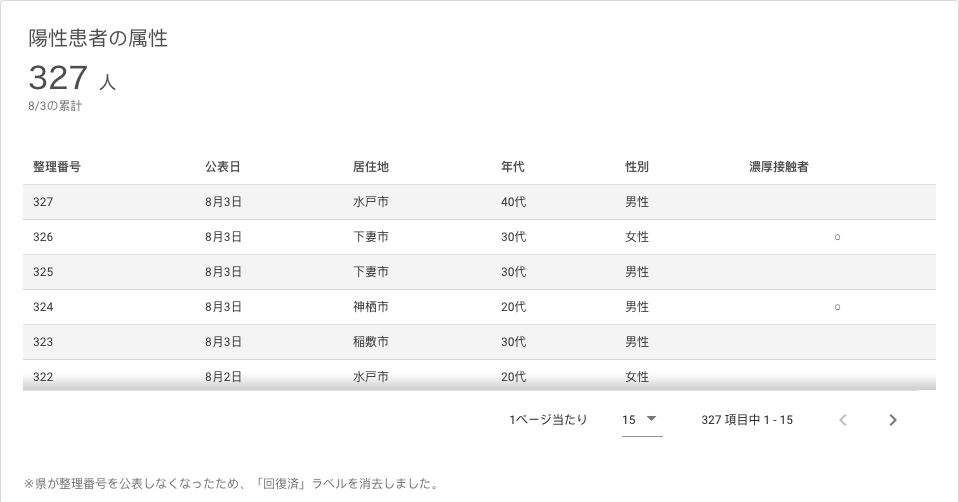 陽性患者の属性
327 人
8/3の累計
整理番号 公表日 居住地 年代 性別 濃厚接触者
327 8月3日 水戸市 40代 男性
326 8月3日 下妻市 30代 女性 ○
325 8月3日 下妻市 30代 男性
324 8月3日 神栖市 20代 男性 ○
323 8月3日 稲敷市 30代 男性
322 8月2日 水戸市 20代 女性
1ページ当たり 15 327 項目中 1 - 15
※県が整理番号を公表しなくなったため、「回復済」ラベルを消去しました。